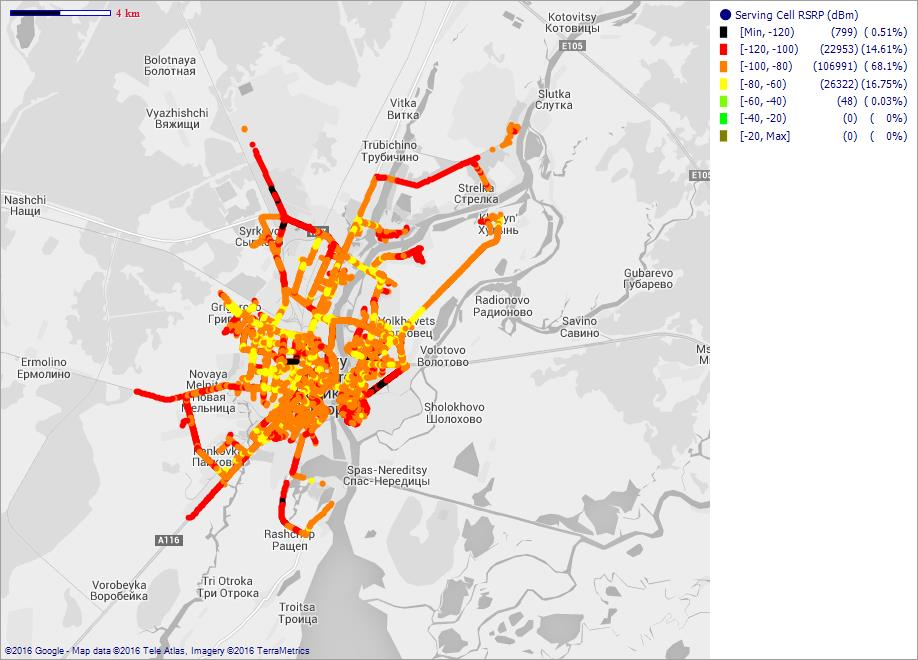 4 km
Kotovitsy
Котовицы
E105
Bolotnaya
Болотная
Slutka
Слутка
Vitka
Витка
Vyazhishchi
Вяжищи
Trubichino
Трубичино
E105
Strelka
Стрелка
Nashchi
Нащи
Gubarevo
Губарево
Radionovo
Радионово
Savino
Савино
Volotovo
Волотово
Ermolino
Ермолино
Novaya
Новая
Мельница
Sholokhovo
Шолохово
Spas-Nereditsy
Спас-Нередицы
A116
Ращеп
Vorobevka
Воробейка
Tri Otroka
Три Отрока
Troitsa
Троица
©2016 Google - Map data ©2016 Tele Atlas, Imagery ©2016 TerraMetrics
Serving Cell RSRP (dBm)
[Min, -120) (799) ( 0.51%)
[-120, -100) (22953) (14.61%)
[-100, -80) (106991) ( 68.1%)
[-80, -60) (26322) (16.75%)
[-60, -40) (48) ( 0.03%)
[-40, -20) (0) ( 0%)
[-20, Max] (0) ( 0%)